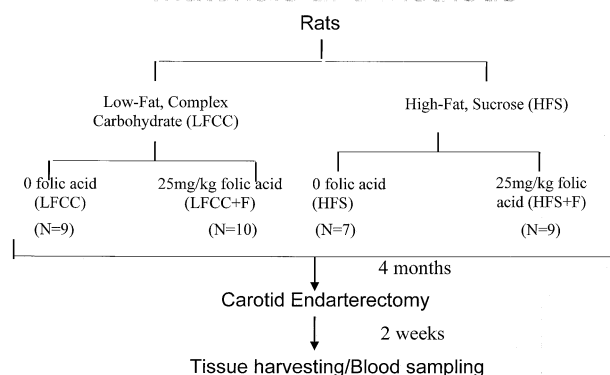 Rats
Low-Fat, Complex
Carbohydrate (LFCC)
High-Fat, Sucrose (HFS)
0 folic acid
(LFCC)
(N=9)
25mg/kg folic acid
(LFCC+F)
(N=10)
0 folic acid
(HFS)
(N=7)
25mg/kg folic
acid (HFS+F)
(N=9)
4 months
Carotid Endarterectomy
2 weeks
Tissue harvesting/Blood sampling